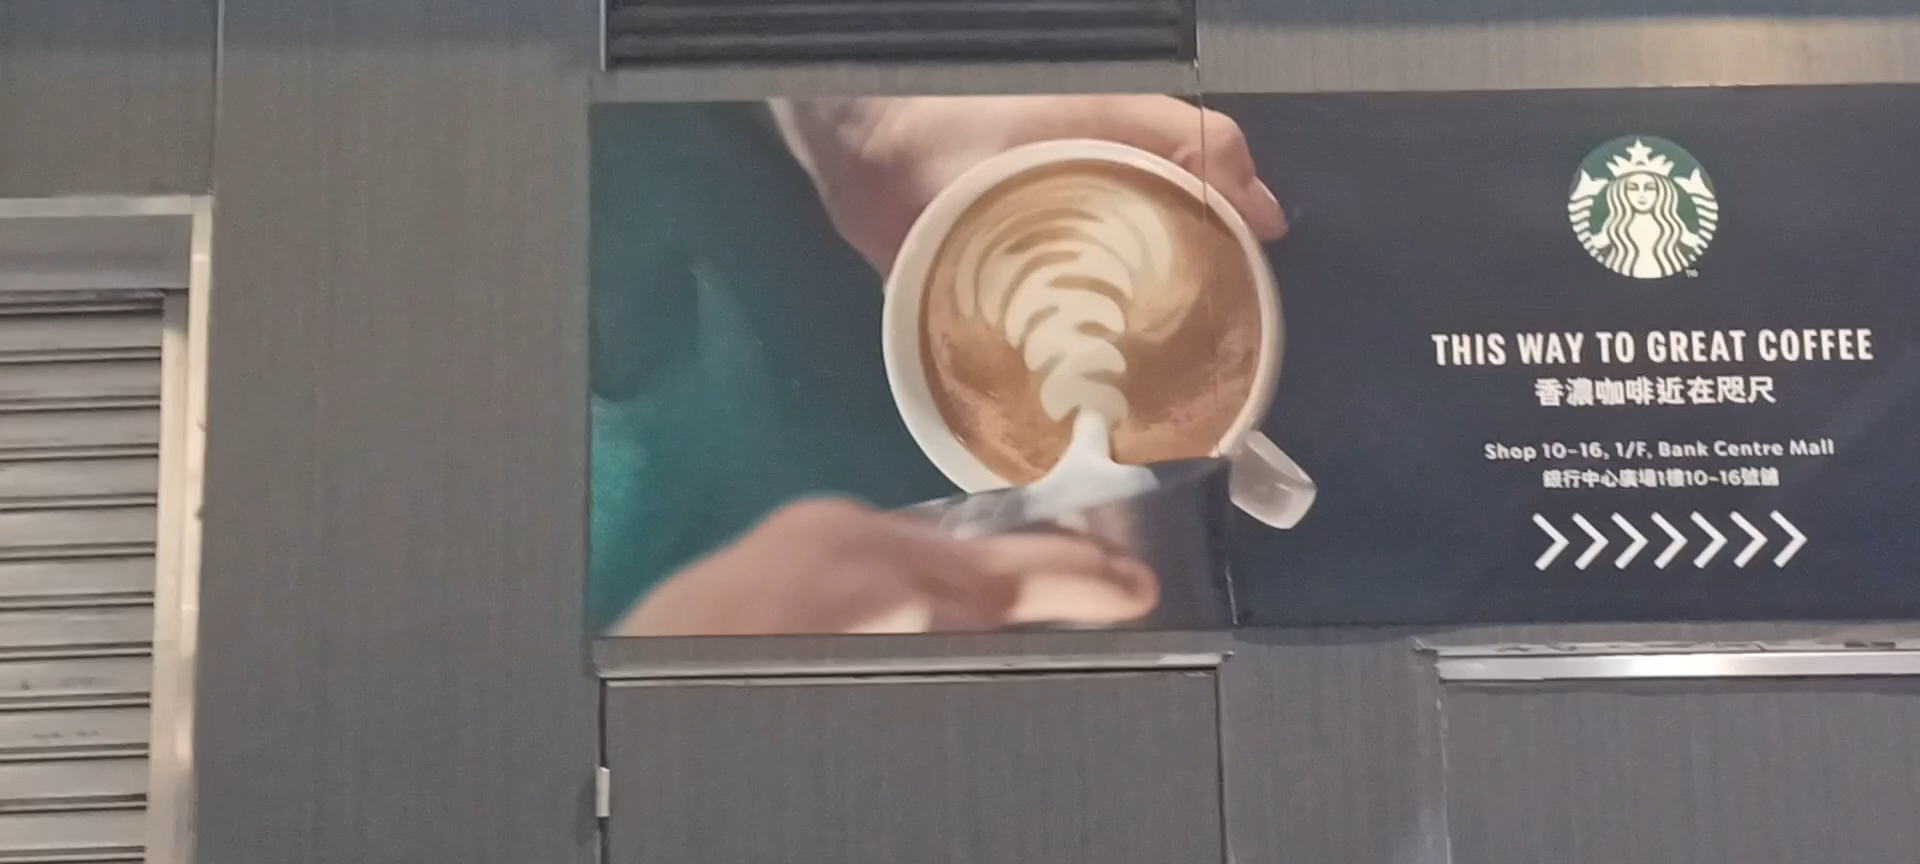 THIS WAY TO GREAT COFFEE
香濃咖啡近在咫尺
Shop 10-16, 1/F, Bank Centre Mall
銀行中心廣場1樓10-16號舖